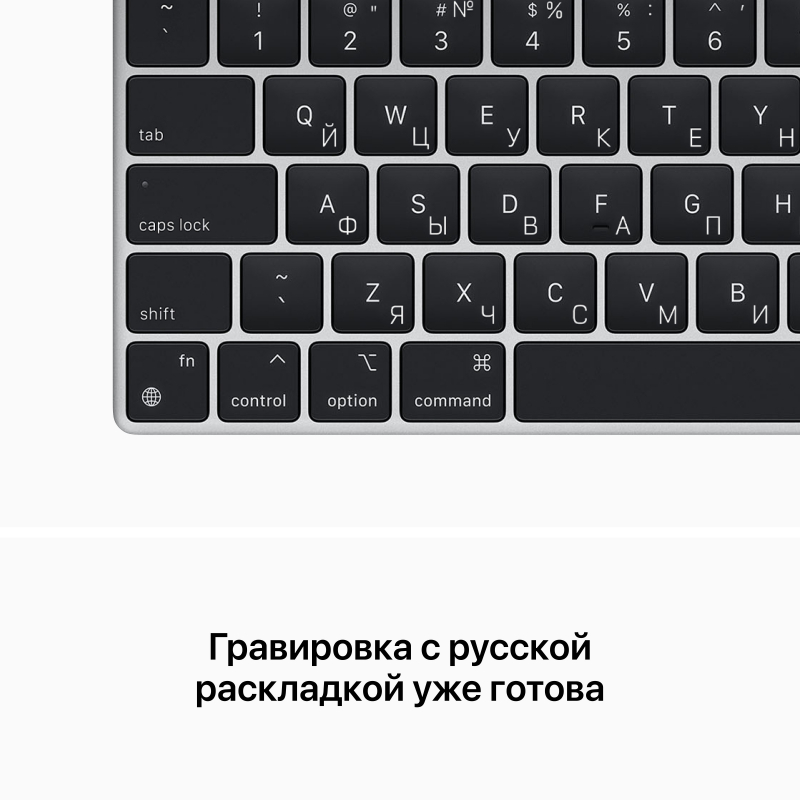 ~ ! @ " # № $ % % : ^ ,
` 1 2 3 4 5 6
tab Q Й W Ц E У R К T Е Y Н
caps lock A Ф S Ы D В F А G П H
shift ~ ` Z Я X Ч C С V М B И
fn ^ ⌥ ⌘
control option command
Гравировка с русской
раскладкой уже готова